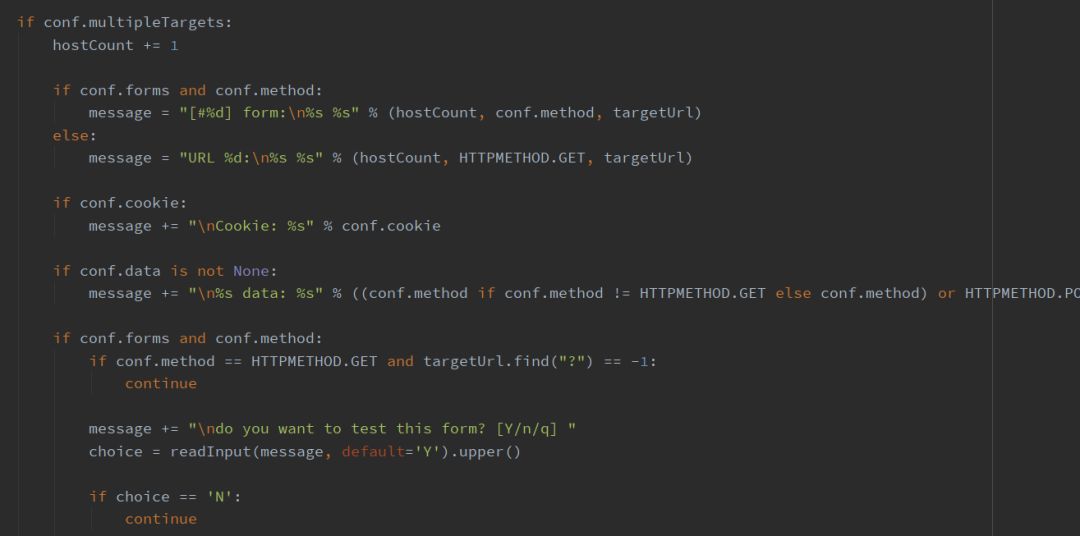 if conf.multipleTargets:
    hostCount += 1

    if conf.forms and conf.method:
        message = "[#%d] form:\n%s %s" % (hostCount, conf.method, targetUrl)
    else:
        message = "URL %d:\n%s %s" % (hostCount, HTTPMETHOD.GET, targetUrl)

    if conf.cookie:
        message += "\nCookie: %s" % conf.cookie

    if conf.data is not None:
        message += "\n%s data: %s" % ((conf.method if conf.method != HTTPMETHOD.GET else conf.method) or HTTPMETHOD.PO

    if conf.forms and conf.method:
        if conf.method == HTTPMETHOD.GET and targetUrl.find("?") == -1:
            continue

        message += "\ndo you want to test this form? [Y/n/q] "
        choice = readInput(message, default='Y').upper()

        if choice == 'N':
            continue